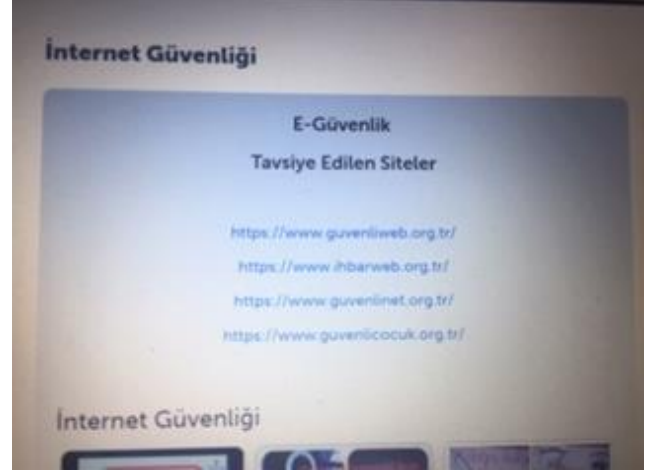 İnternet Güvenliği
E-Güvenlik
Tavsiye Edilen Siteler
https://www.guvenliweb.org.tr/
https://www.ihbarweb.org.tr/
https://www.guvenlinet.org.tr/
https://www.guvenlicocuk.org.tr/
İnternet Güvenliği